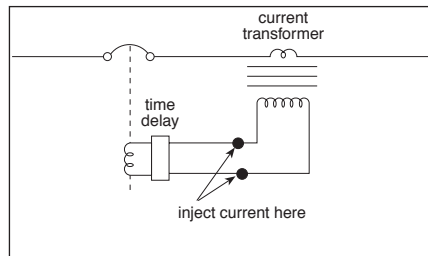 current
transformer
time
delay
inject current here